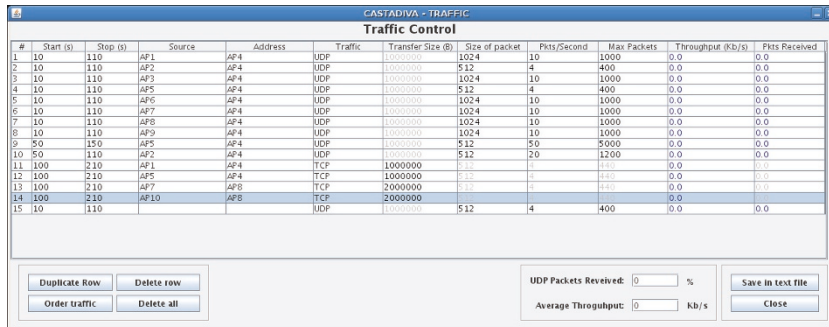 CASTADIVA - TRAFFIC
Traffic Control
# Start (s) Stop (s) Source Address Traffic Transfer Size (B) Size of packet Pkts/Second Max Packets Throughput (Kb/s) Pkts Received
1 10 110 AP1 AP4 UDP 1000000 1024 10 1000 0.0 0.0
2 10 110 AP2 AP4 UDP 1000000 512 4 400 0.0 0.0
3 10 110 AP3 AP4 UDP 1000000 1024 10 1000 0.0 0.0
4 10 110 AP5 AP4 UDP 1000000 512 4 400 0.0 0.0
5 10 110 AP6 AP4 UDP 1000000 1024 10 1000 0.0 0.0
6 10 110 AP7 AP4 UDP 1000000 1024 10 1000 0.0 0.0
7 10 110 AP8 AP4 UDP 1000000 1024 10 1000 0.0 0.0
8 10 110 AP9 AP4 UDP 1000000 1024 10 1000 0.0 0.0
9 50 150 AP5 AP4 UDP 1000000 512 50 5000 0.0 0.0
10 50 110 AP2 AP4 UDP 1000000 512 20 1200 0.0 0.0
11 100 210 AP1 AP4 TCP 1000000 512 4 440 0.0 0.0
12 100 210 AP5 AP4 TCP 1000000 512 4 440 0.0 0.0
13 100 210 AP7 AP8 TCP 2000000 512 4 440 0.0 0.0
14 100 210 AP10 AP8 TCP 2000000 0.0
15 10 110 UDP 1000000 512 4 400 0.0 0.0
Duplicate Row Delete row UDP Packets Reveived: 0 % Save in text file
Order traffic Delete all Average Throguhput: 0 Kb/s Close